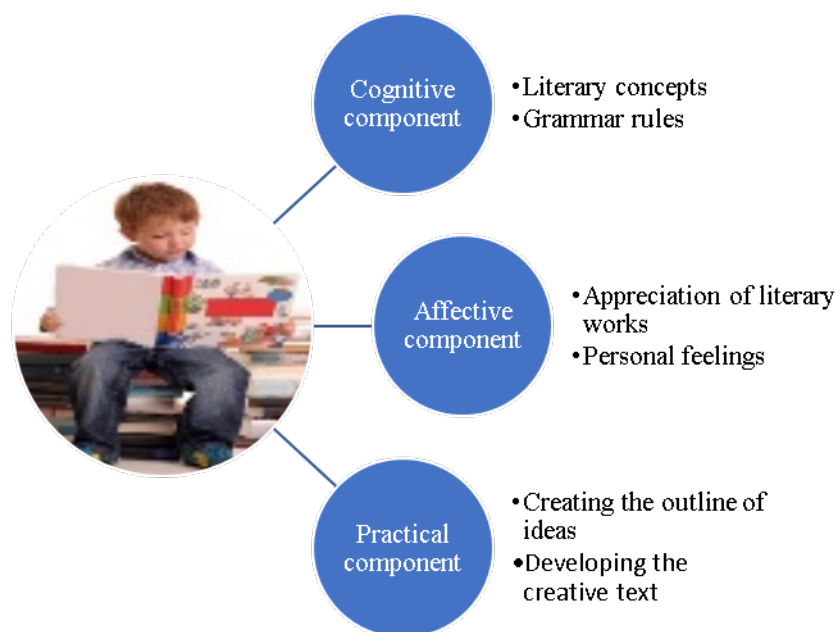 Cognitive
component
•Literary concepts
•Grammar rules
Affective
component
•Appreciation of literary
works
•Personal feelings
Practical
component
•Creating the outline of
ideas
•Developing the
creative text